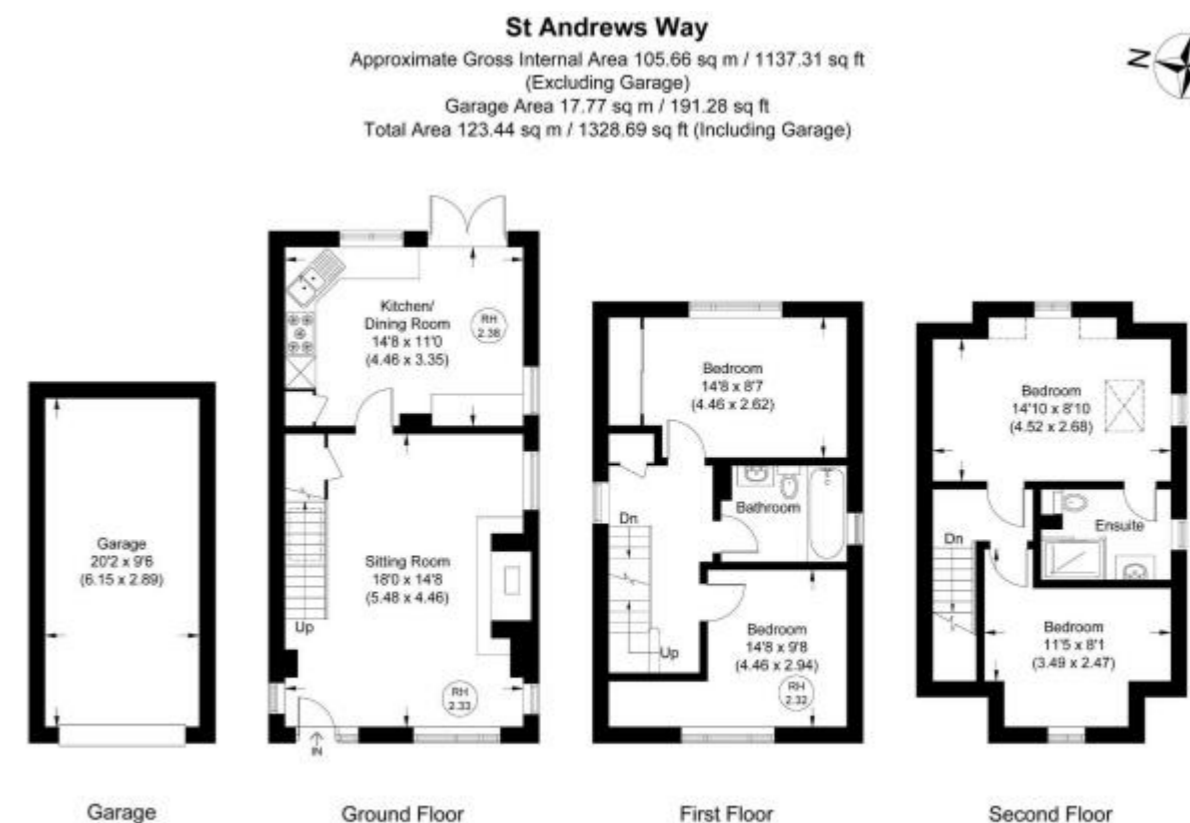 St Andrews Way
Approximate Gross Internal Area 105.66 sq m / 1137.31 sq ft
(Excluding Garage)
Garage Area 17.77 sq m / 191.28 sq ft
Total Area 123.44 sq m / 1328.69 sq ft (Including Garage)
N
Garage
20'2 x 9'6
(6.15 x 2.89)
Garage
Kitchen/
Dining Room
14'8 x 11'0
(4.46 x 3.35)
RH
2.38
Sitting Room
18'0 x 14'8
(5.48 x 4.46)
Up
RH
2.33
IN
Ground Floor
Bedroom
14'8 x 8'7
(4.46 x 2.62)
Bathroom
Dn
Up
Bedroom
14'8 x 9'8
(4.46 x 2.94)
RH
2.32
First Floor
Bedroom
14'10 x 8'10
(4.52 x 2.68)
Ensuite
Dn
Bedroom
11'5 x 8'1
(3.49 x 2.47)
Second Floor